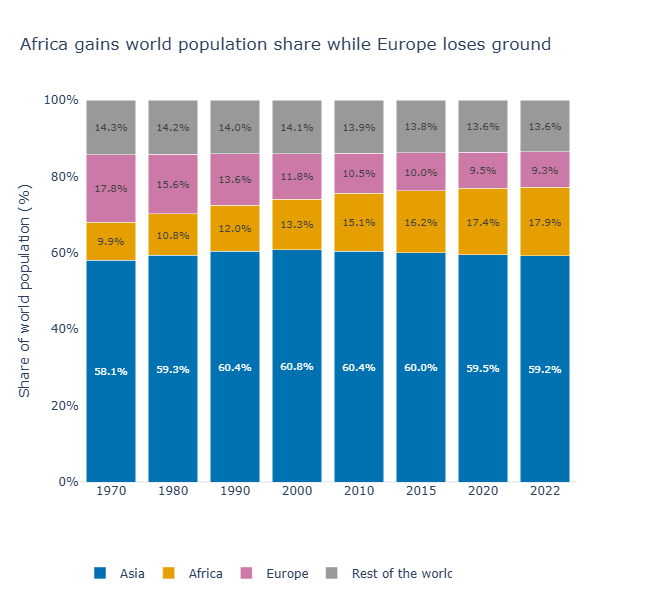 Africa gains world population share while Europe loses ground
Share of world population (%)
100%
80%
60%
40%
20%
0%
14.3% 14.2% 14.0% 14.1% 13.9% 13.8% 13.6% 13.6%
17.8% 15.6% 13.6% 11.8% 10.5% 10.0% 9.5% 9.3%
9.9% 10.8% 12.0% 13.3% 15.1% 16.2% 17.4% 17.9%
58.1% 59.3% 60.4% 60.8% 60.4% 60.0% 59.5% 59.2%
1970 1980 1990 2000 2010 2015 2020 2022
Asia Africa Europe Rest of the world